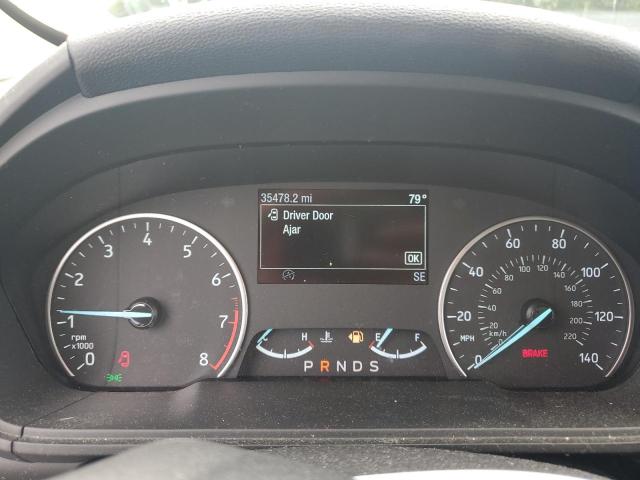 35478.2 mi 79°
Driver Door
Ajar
OK
SE
0 1 2 3 4 5 6 7 8
rpm
x1000
C H E F
P R N D S
0 20 40 60 80 100 120 140
0 20 40 60 80 100 120 140 160 180 200 220
MPH
km/h
BRAKE